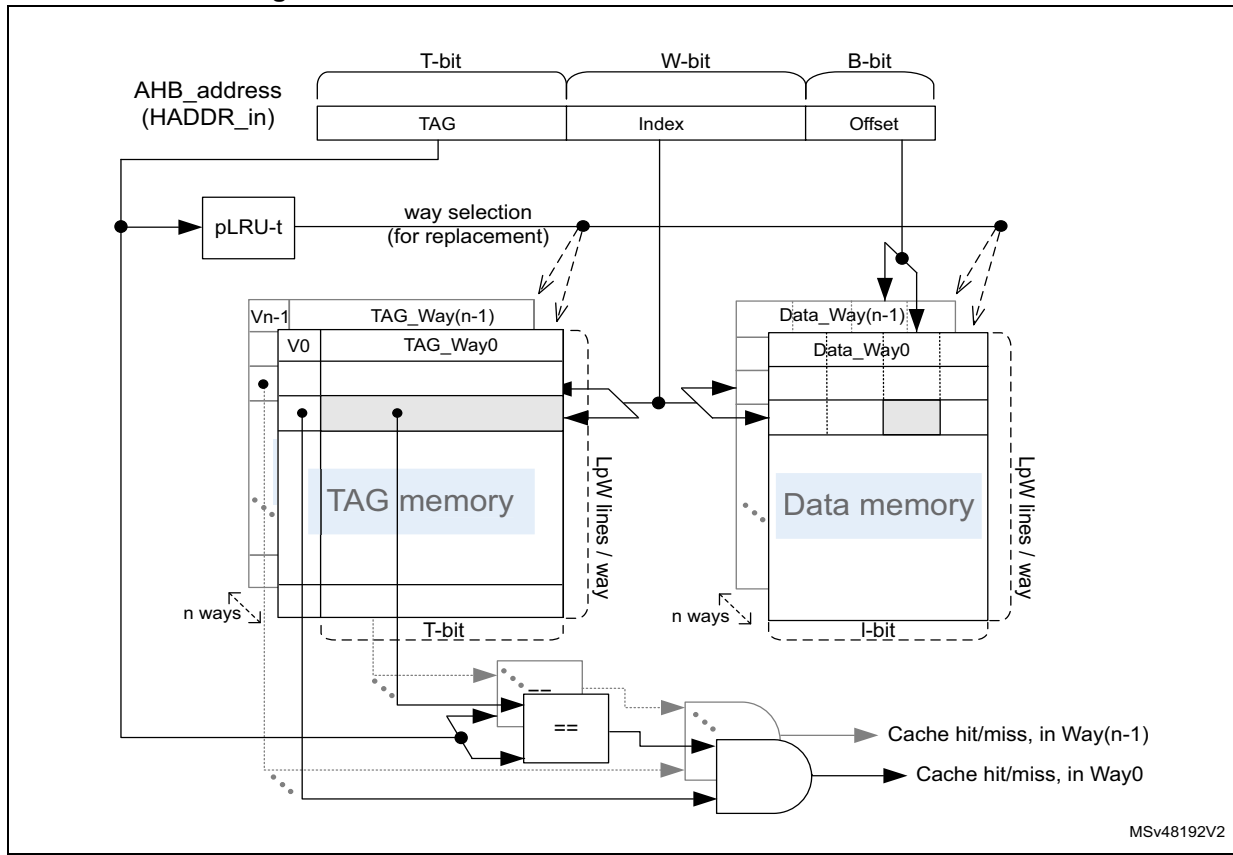 T-bit
W-bit
B-bit
AHB_address
(HADDR_in)
TAG
Index
Offset
pLRU-t
way selection
(for replacement)
Vn-1
TAG_Way(n-1)
V0
TAG_Way0
Data_Way(n-1)
Data_Way0
TAG memory
LpW lines / way
Data memory
LpW lines / way
n ways
T-bit
n ways
I-bit
==
==
Cache hit/miss, in Way(n-1)
Cache hit/miss, in Way0
MSv48192V2